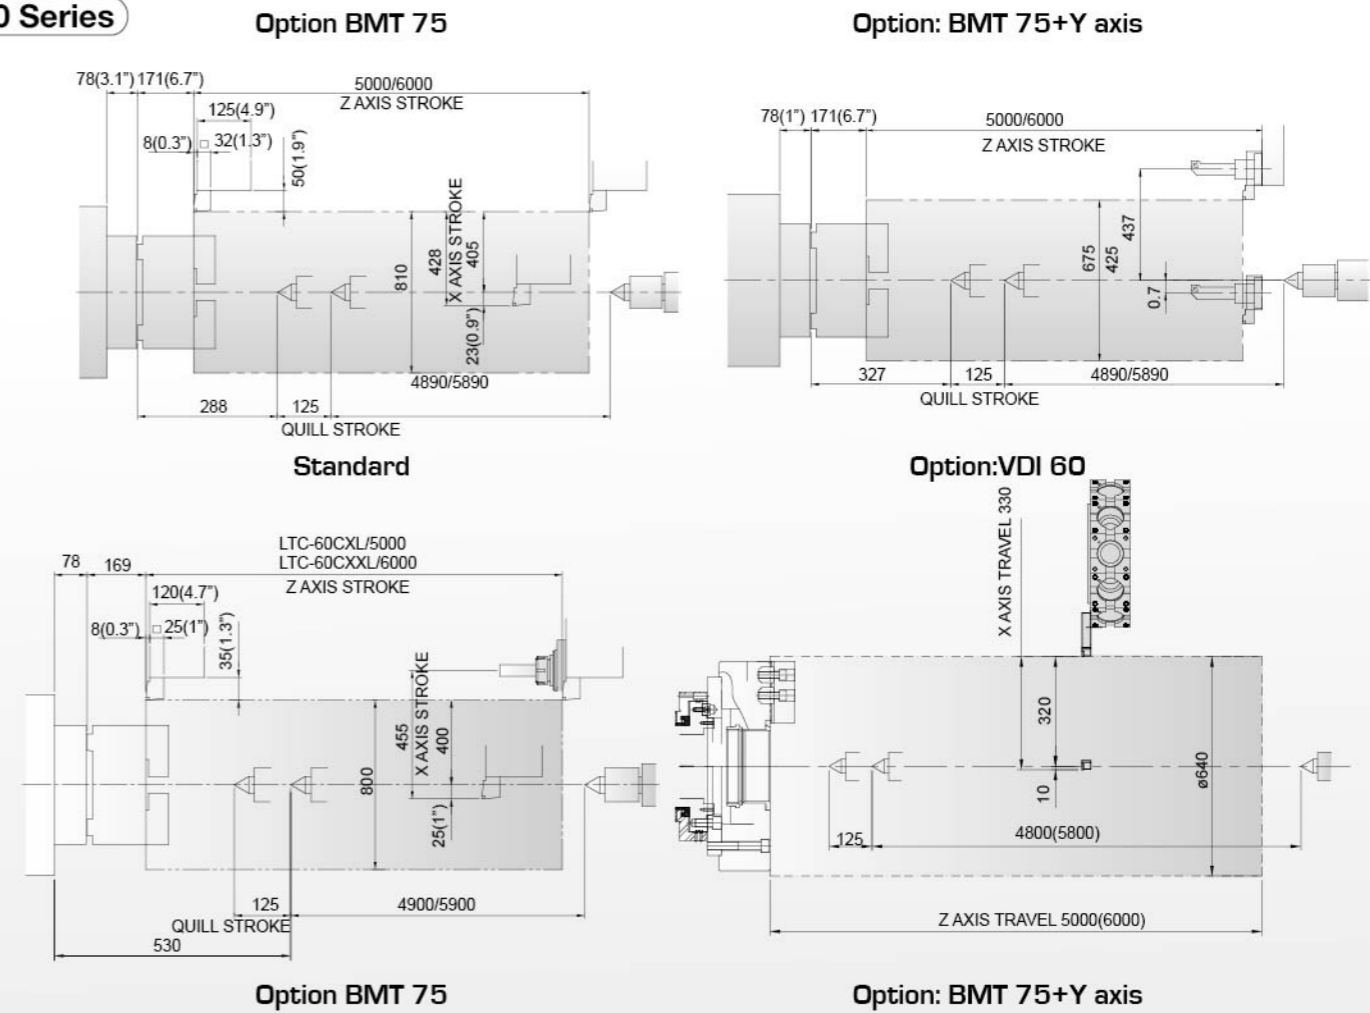 0 Series
Option BMT 75
Option: BMT 75+Y axis
78(3.1”) 171(6.7”)
5000/6000
Z AXIS STROKE
125(4.9”)
8(0.3”) □ 32(1.3”)
50(1.9”)
810
428
X AXIS STROKE
405
23(0.9”)
4890/5890
288
125
QUILL STROKE
78(1”) 171(6.7”)
5000/6000
Z AXIS STROKE
437
675
425
0.7
327
125
4890/5890
QUILL STROKE
Standard
Option:VDI 60
LTC-60CXL/5000
LTC-60CXXL/6000
78
169
Z AXIS STROKE
120(4.7”)
8(0.3”) □ 25(1”)
35(1.3”)
455
X AXIS STROKE
400
800
25(1”)
125
4900/5900
QUILL STROKE
530
X AXIS TRAVEL 330
320
10
ø640
125
4800(5800)
Z AXIS TRAVEL 5000(6000)
Option BMT 75
Option: BMT 75+Y axis